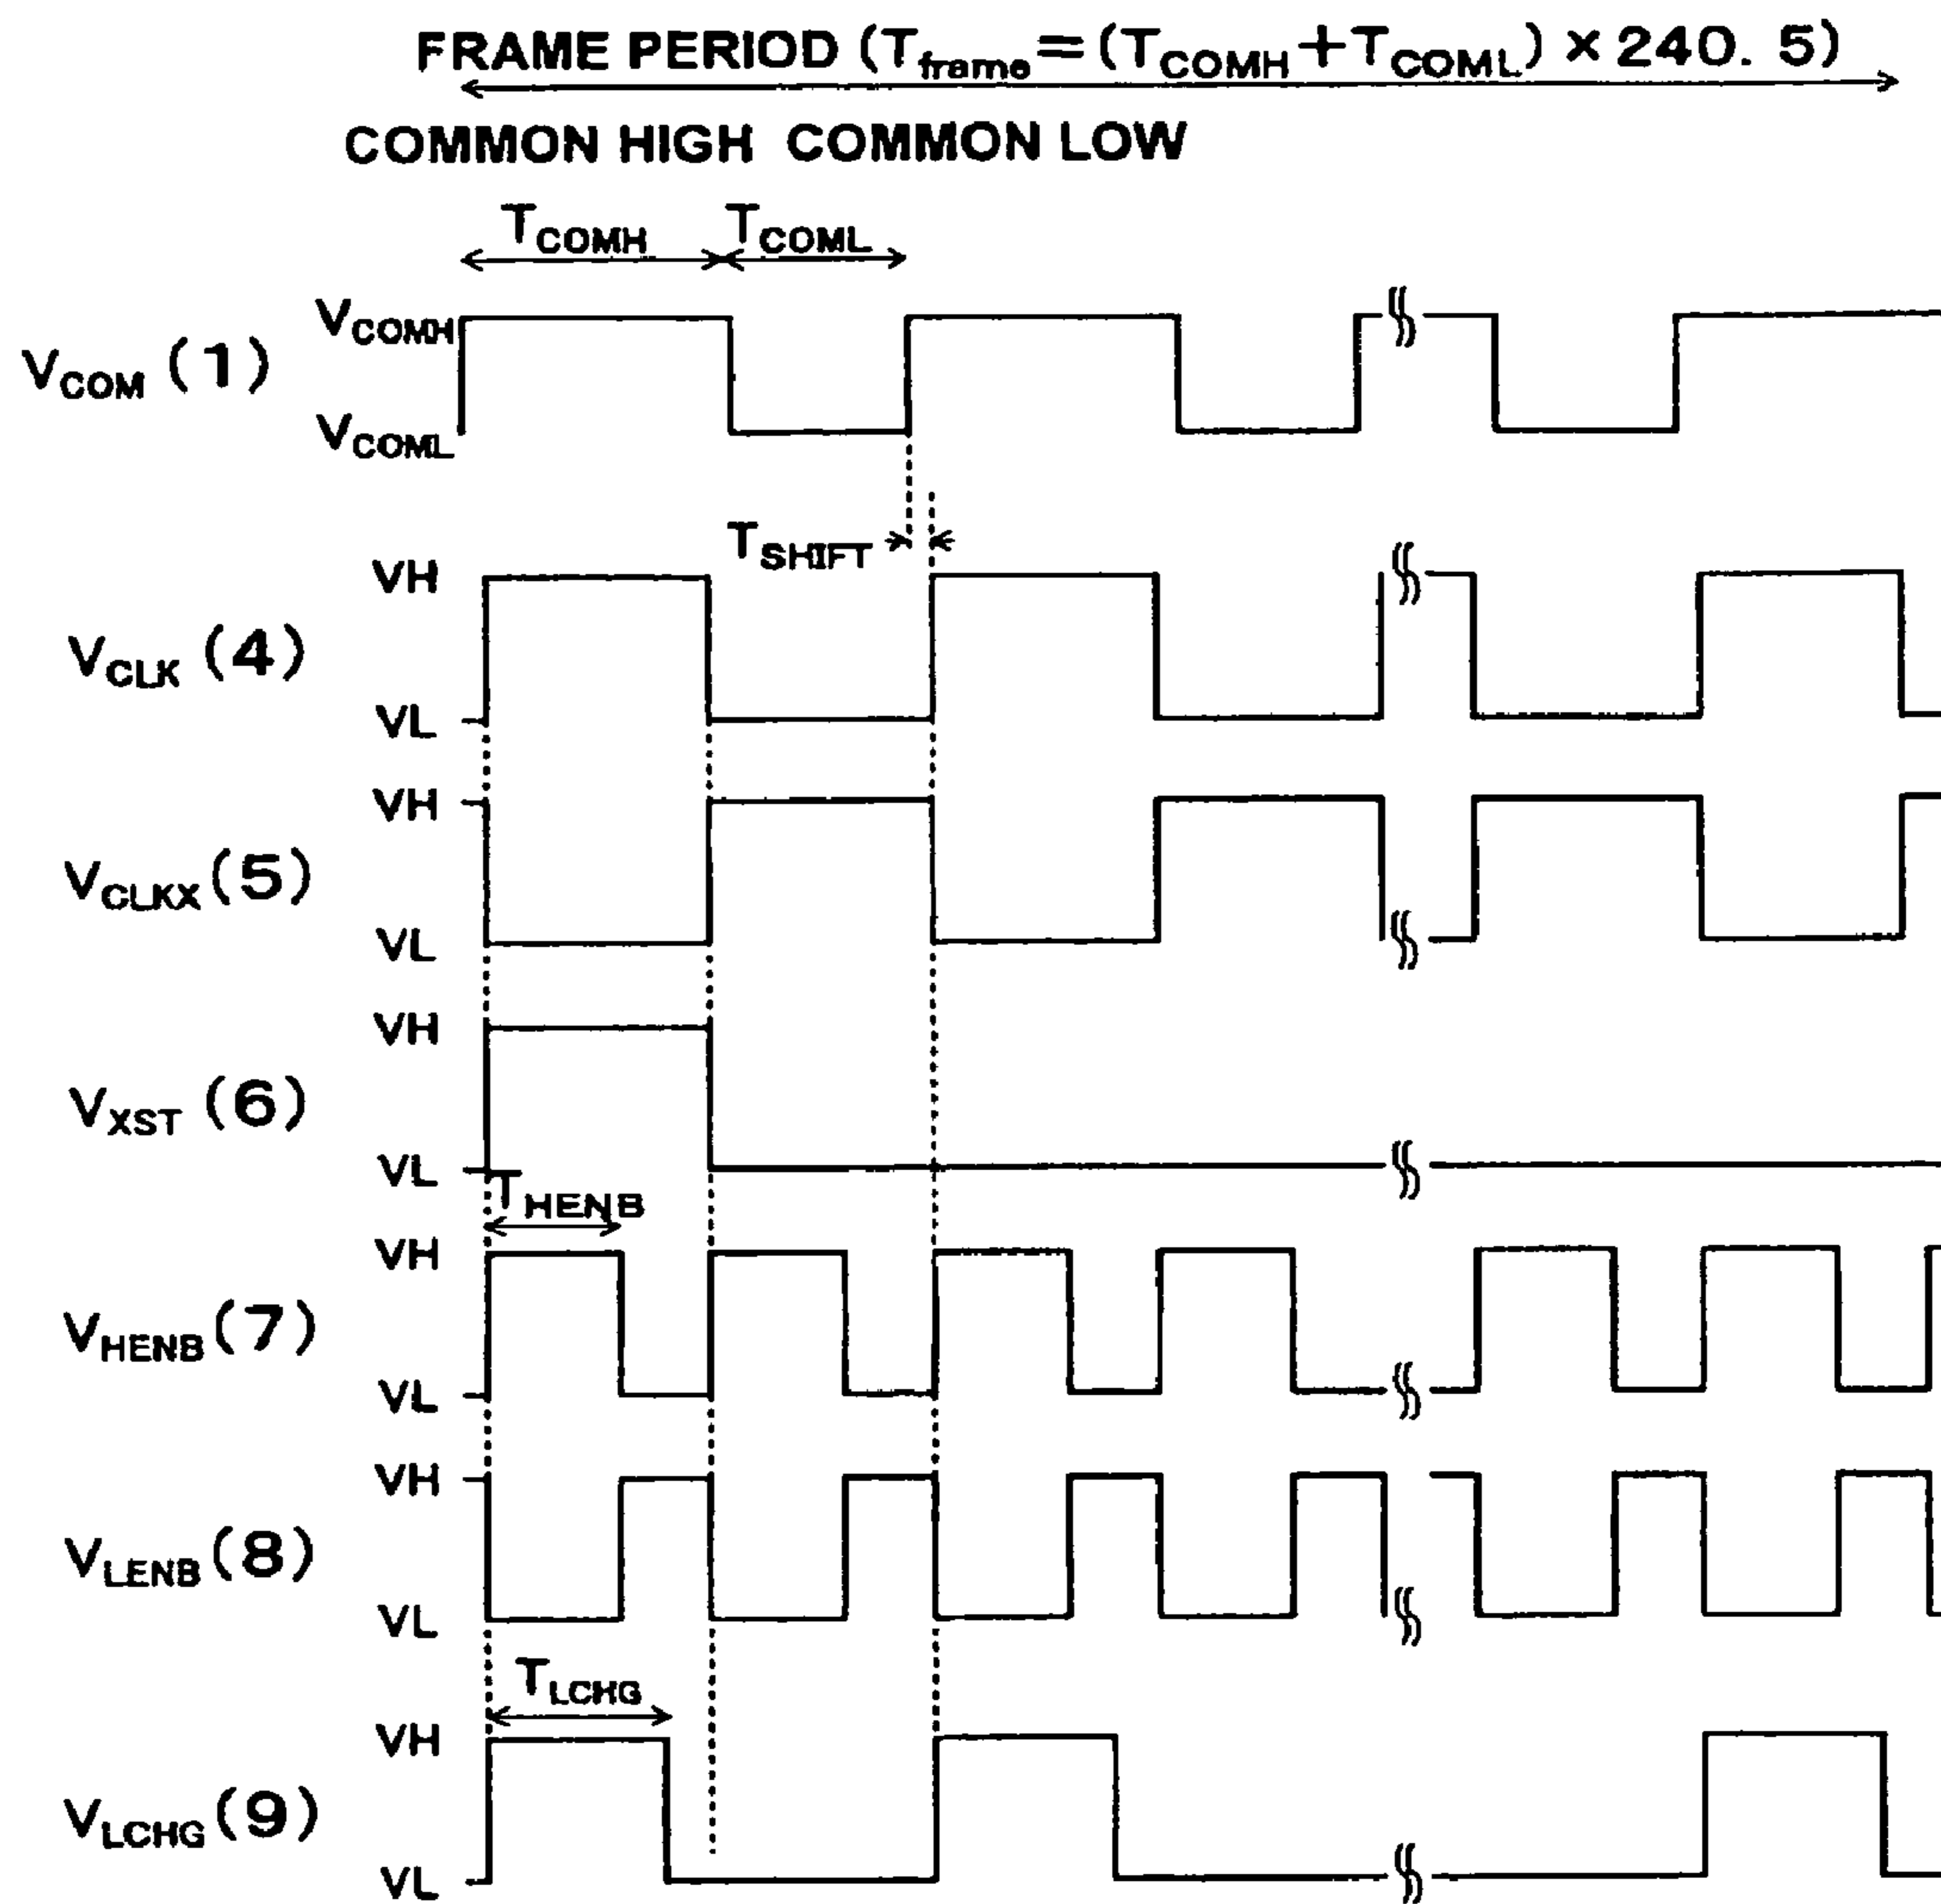 FRAME PERIOD (Tframe=(TCOMH+TCOML)×240. 5)
COMMON HIGH COMMON LOW
TCOMH TCOML
VCOMH
VCOM (1)
VCOML
TSHIFT
VH
VCLK (4)
VL
VH
VCLKX (5)
VL
VH
VXST (6)
VL
THENB
VH
VHENB (7)
VL
VH
VLENB (8)
VL
TLCHG
VH
VLCHG (9)
VL